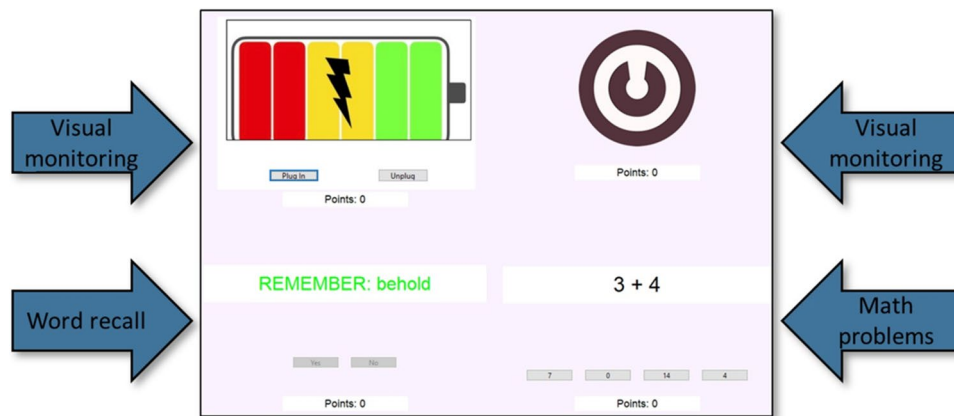 Visual
monitoring
Plug In
Unplug
Points: 0
Points: 0
Visual
monitoring
Word recall
REMEMBER: behold
Yes
No
Points: 0
3 + 4
7
0
14
4
Points: 0
Math
problems